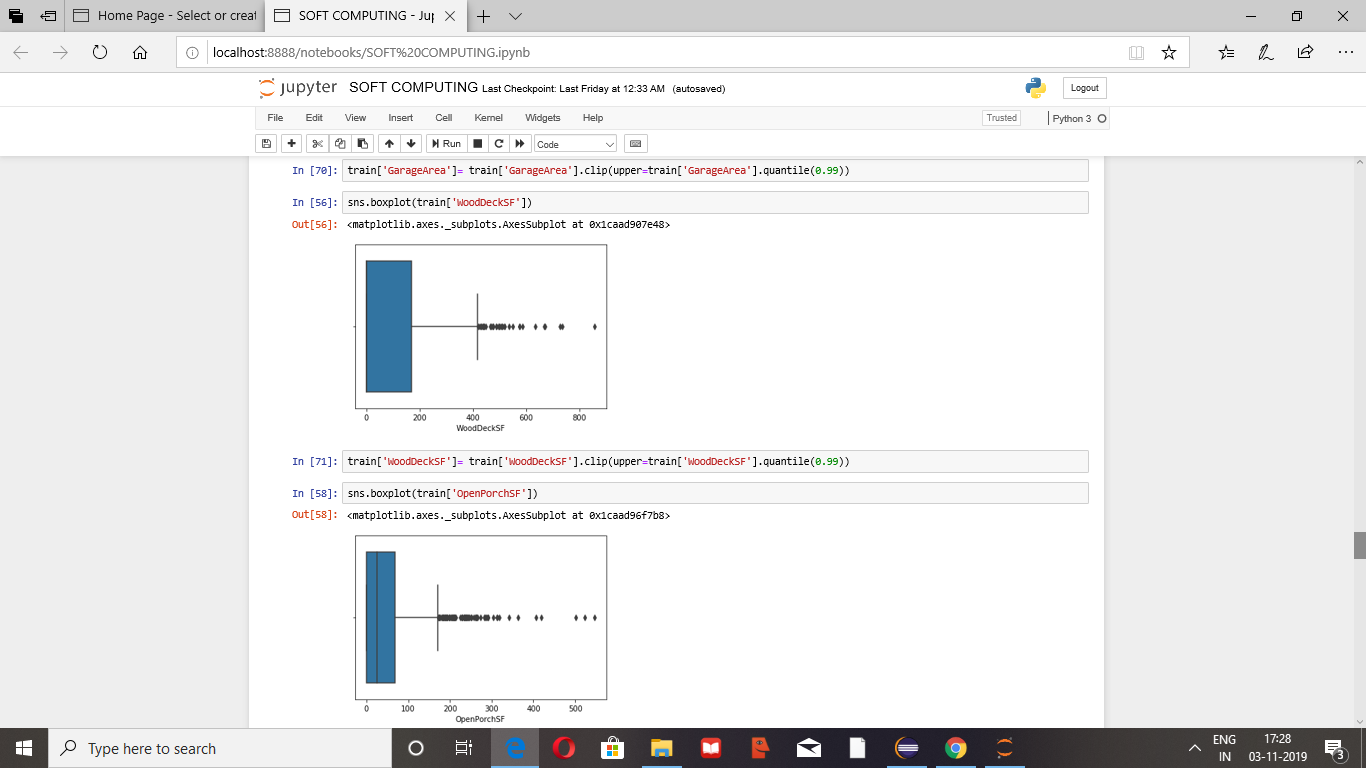 Home Page - Select or creat
SOFT COMPUTING - Jup
localhost:8888/notebooks/SOFT%20COMPUTING.ipynb
jupyter SOFT COMPUTING Last Checkpoint: Last Friday at 12:33 AM (autosaved)
Logout
File Edit View Insert Cell Kernel Widgets Help
Trusted
Python 3
Run
Code
In [70]: train['GarageArea']= train['GarageArea'].clip(upper=train['GarageArea'].quantile(0.99))
In [56]: sns.boxplot(train['WoodDeckSF'])
Out[56]: <matplotlib.axes._subplots.AxesSubplot at 0x1caad907e48>
0 200 400 600 800
WoodDeckSF
In [71]: train['WoodDeckSF']= train['WoodDeckSF'].clip(upper=train['WoodDeckSF'].quantile(0.99))
In [58]: sns.boxplot(train['OpenPorchSF'])
Out[58]: <matplotlib.axes._subplots.AxesSubplot at 0x1caad96f7b8>
0 100 200 300 400 500
OpenPorchSF
Type here to search
ENG
IN
17:28
03-11-2019
3